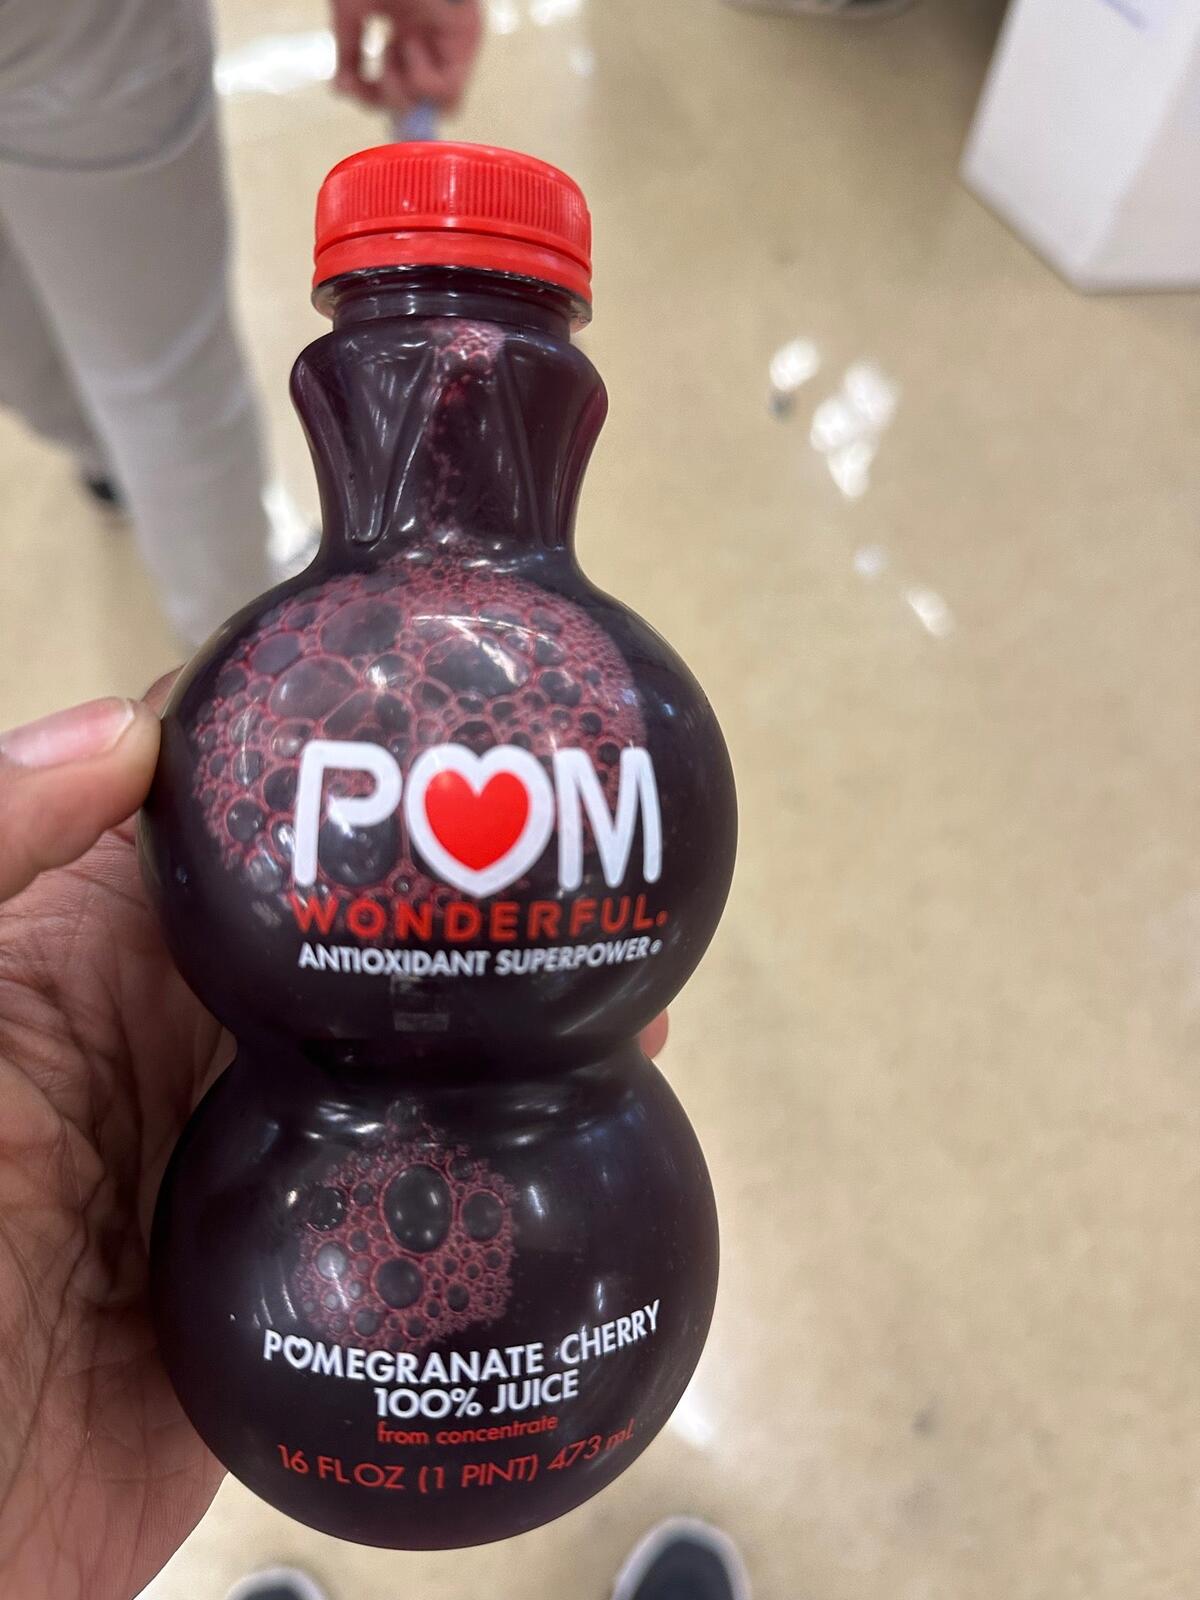 POM
WONDERFUL®
ANTIOXIDANT SUPERPOWER®
POMEGRANATE CHERRY
100% JUICE
from concentrate
16 FL OZ (1 PINT) 473 mL